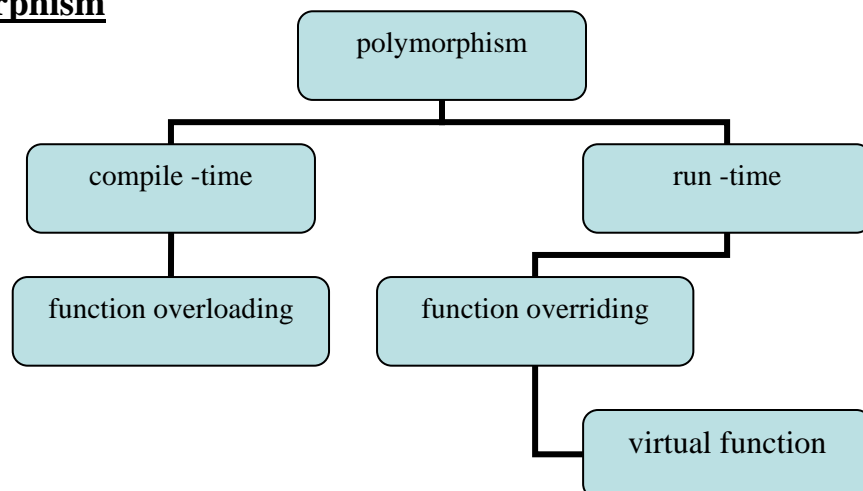 rphism
polymorphism
compile -time
run -time
function overloading
function overriding
virtual function